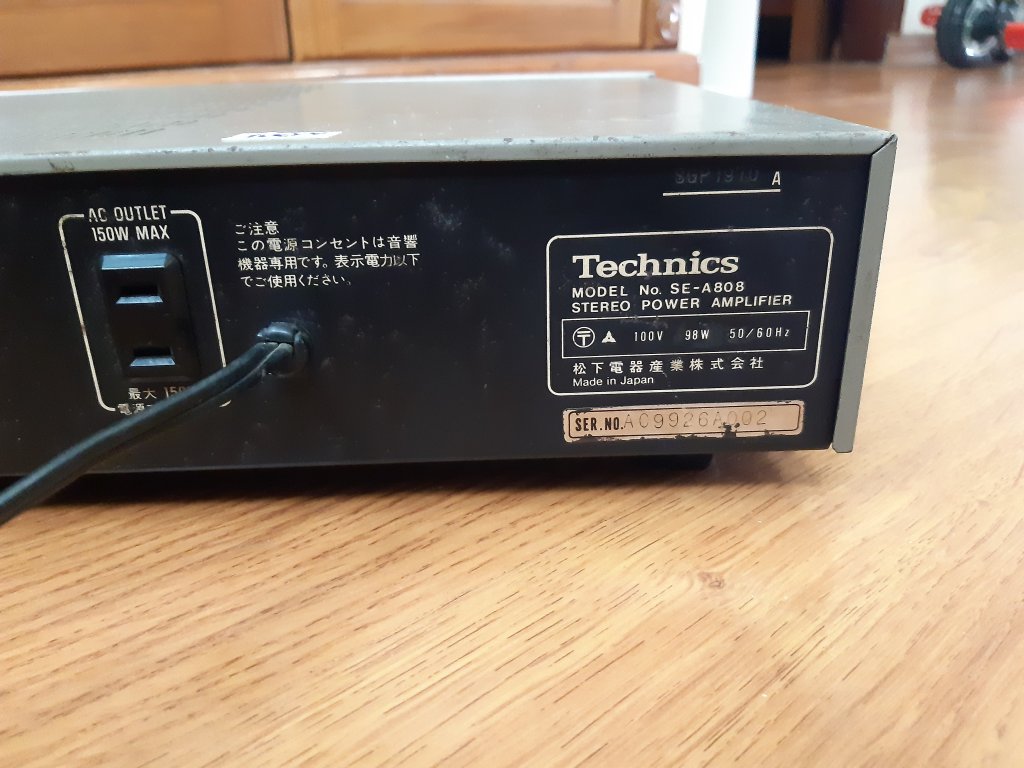 A
AC OUTLET
150W MAX
ご注意
この電源コンセントは音響
機器専用です。表示電力以下
でご使用ください。
最大
電源
Technics
MODEL No. SE-A808
STEREO POWER AMPLIFIER
100V 98W 50/60Hz
松下電器産業株式会社
Made in Japan
SER.NO. AC9926A002